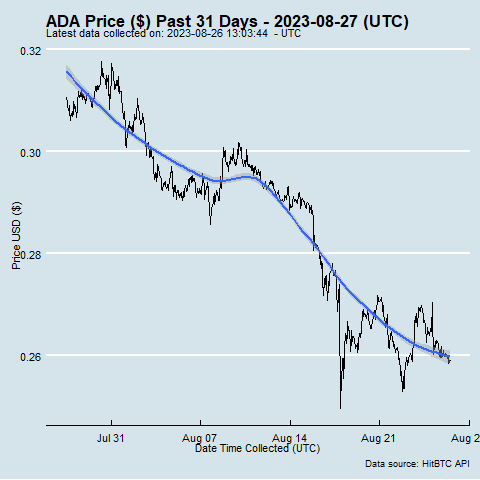 ADA Price ($) Past 31 Days - 2023-08-27 (UTC)
Latest data collected on: 2023-08-26 13:03:44 - UTC
0.32
0.30
0.28
0.26
Price USD ($)
Jul 31 Aug 07 Aug 14 Aug 21 Aug 2
Date Time Collected (UTC)
Data source: HitBTC API